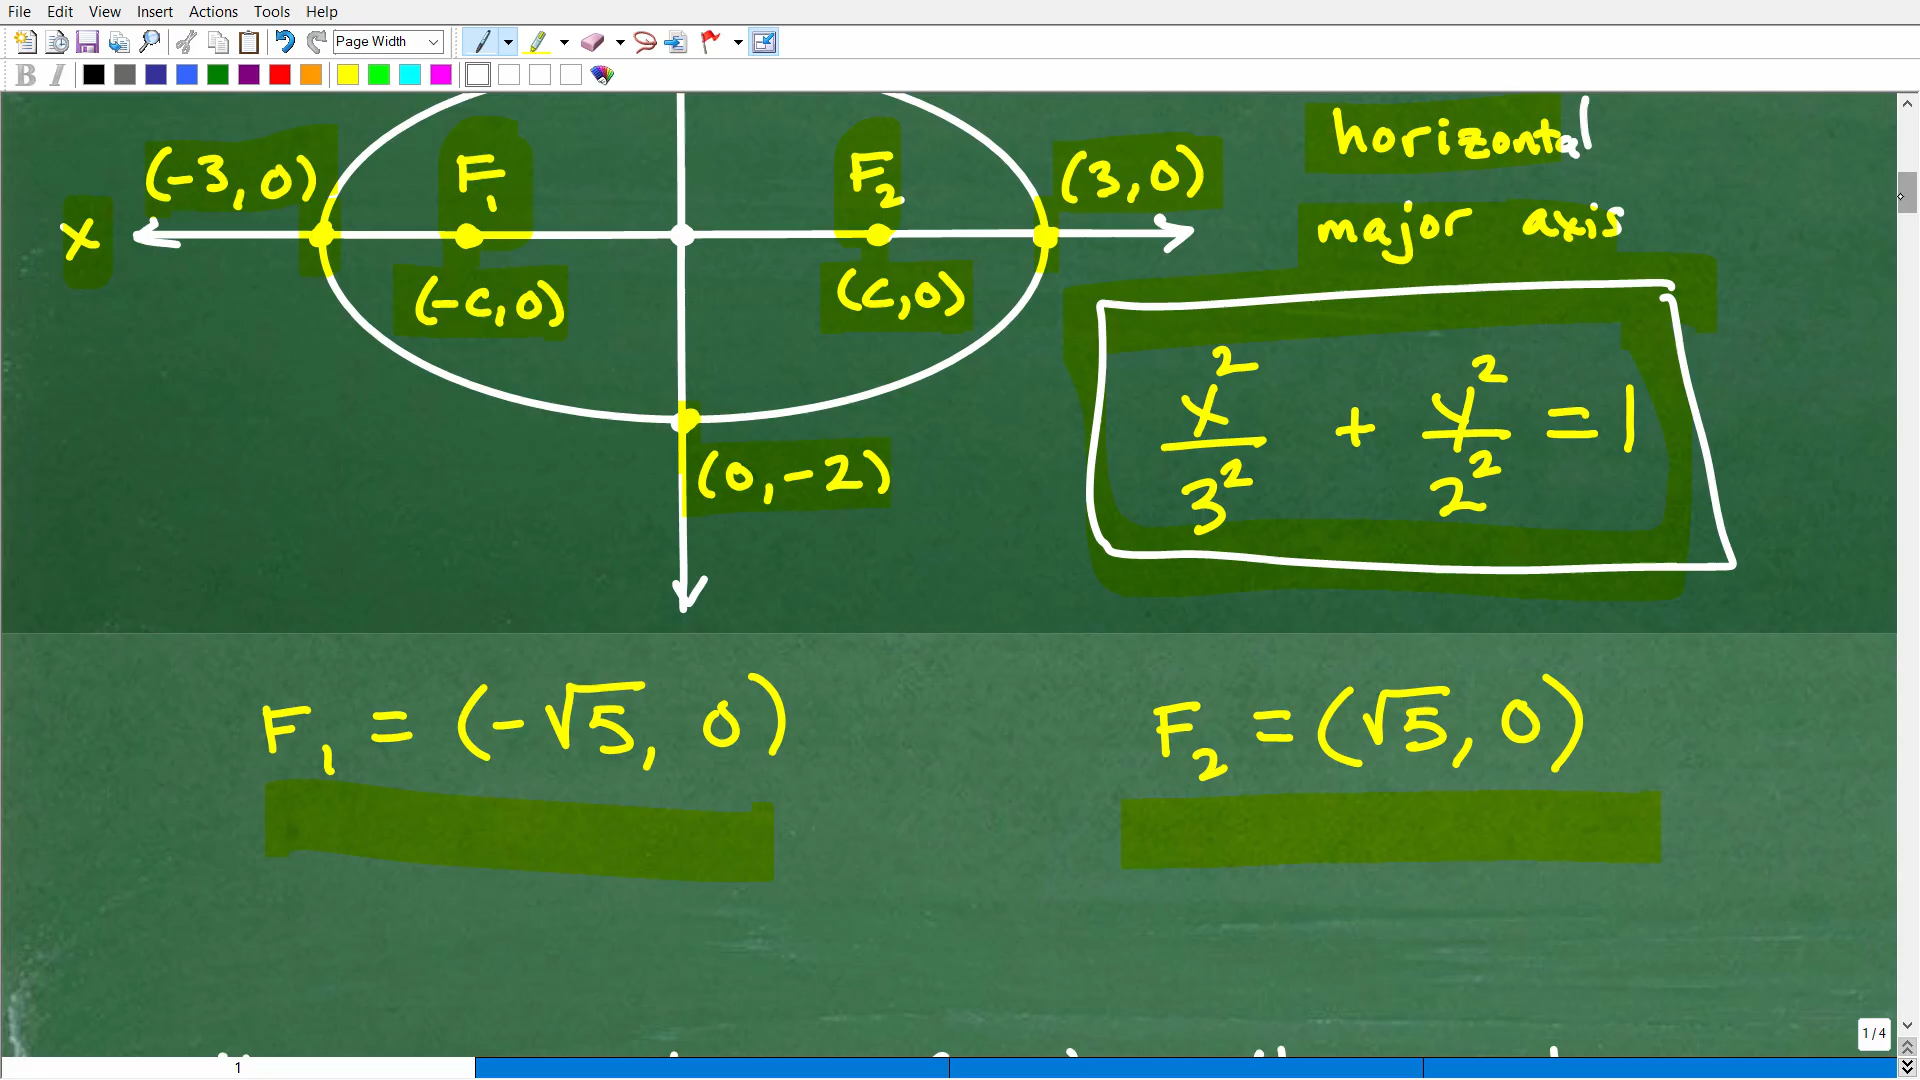 File Edit View Insert Actions Tools Help
Page Width
B I
horizontal
(-3,0) F₁ F₂ (3,0)
x
major axis
(-c,0) (c,0)
x²/3² + y²/2² = 1
(0,-2)
F₁ = (-√5, 0) F₂ = (√5, 0)
1 / 4
1